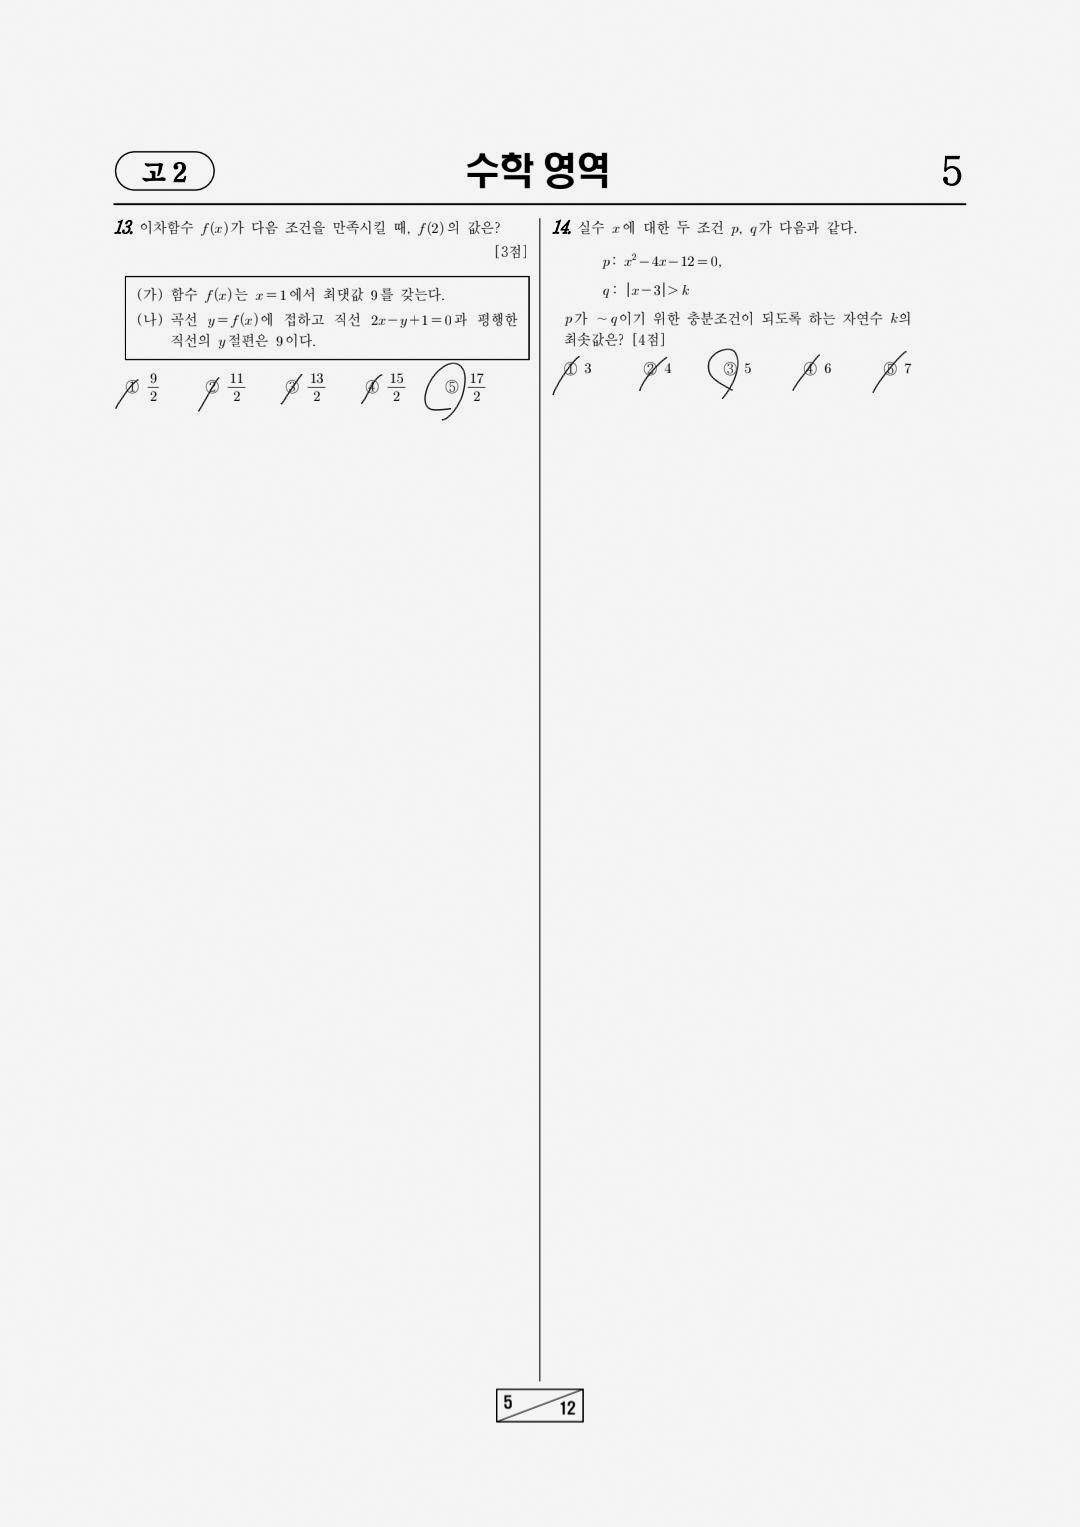 고 2
수학 영역
5
13. 이차함수 f(x)가 다음 조건을 만족시킬 때, f(2)의 값은?
[3점]
(가) 함수 f(x)는 x=1에서 최댓값 9를 갖는다.
(나) 곡선 y=f(x)에 접하고 직선 2x-y+1=0과 평행한
직선의 y절편은 9이다.
① 9/2 ② 11/2 ③ 13/2 ④ 15/2 ⑤ 17/2
14. 실수 x에 대한 두 조건 p, q가 다음과 같다.
p: x²-4x-12=0,
q: |x-3|>k
p가 ~q이기 위한 충분조건이 되도록 하는 자연수 k의
최솟값은? [4점]
① 3 ② 4 ③ 5 ④ 6 ⑤ 7
5
12